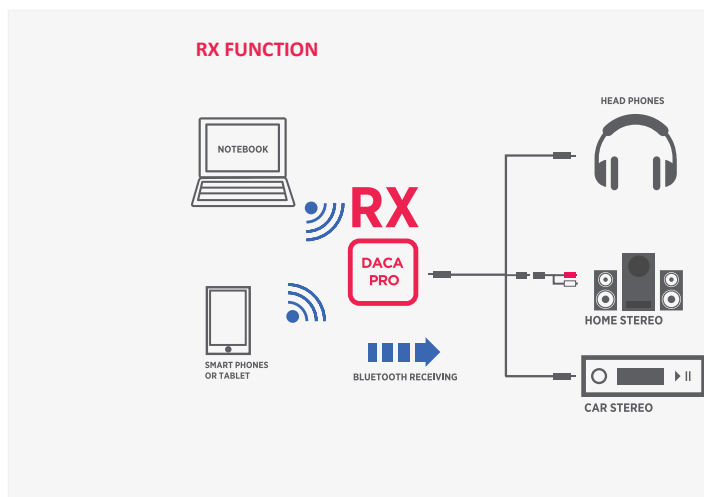 RX FUNCTION
HEAD PHONES
NOTEBOOK
RX
DACA
PRO
HOME STEREO
SMART PHONES
OR TABLET
BLUETOOTH RECEIVING
CAR STEREO